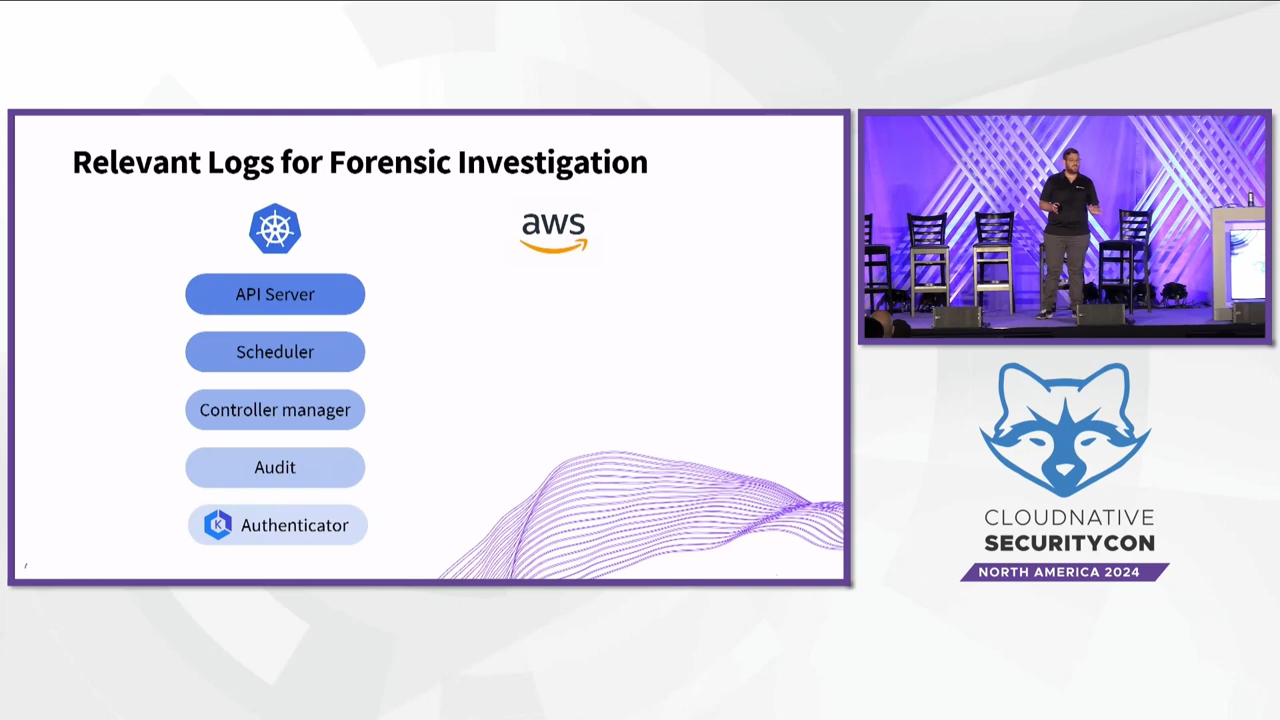 Relevant Logs for Forensic Investigation
aws
API Server
Scheduler
Controller manager
Audit
K Authenticator
CLOUDNATIVE
SECURITYCON
NORTH AMERICA 2024